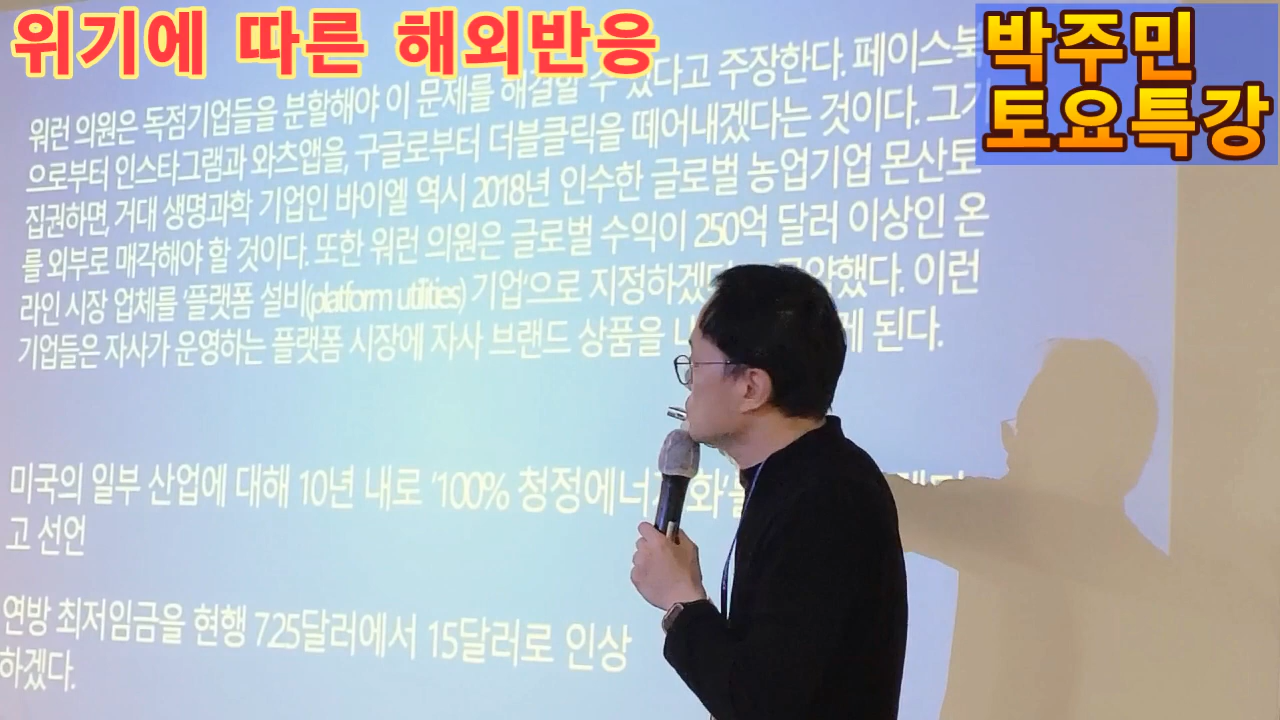 위기에 따른 해외반응
박주민
토요특강
워런 의원은 독점기업들을 분할해야 이 문제를 해결할 수 있다고 주장한다. 페이스북
으로부터 인스타그램과 와츠앱을, 구글로부터 더블클릭을 떼어내겠다는 것이다. 그가
집권하면, 거대 생명과학 기업인 바이엘 역시 2018년 인수한 글로벌 농업기업 몬산토
를 외부로 매각해야 할 것이다. 또한 워런 의원은 글로벌 수익이 250억 달러 이상인 온
라인 시장 업체를 '플랫폼 설비(platform utilities) 기업'으로 지정하겠다 공약했다. 이런
기업들은 자사가 운영하는 플랫폼 시장에 자사 브랜드 상품을 된다.
미국의 일부 산업에 대해 10년 내로 '100% 청정에너지화'를
고 선언
연방 최저임금을 현행 7.25달러에서 15달러로 인상
하겠다.